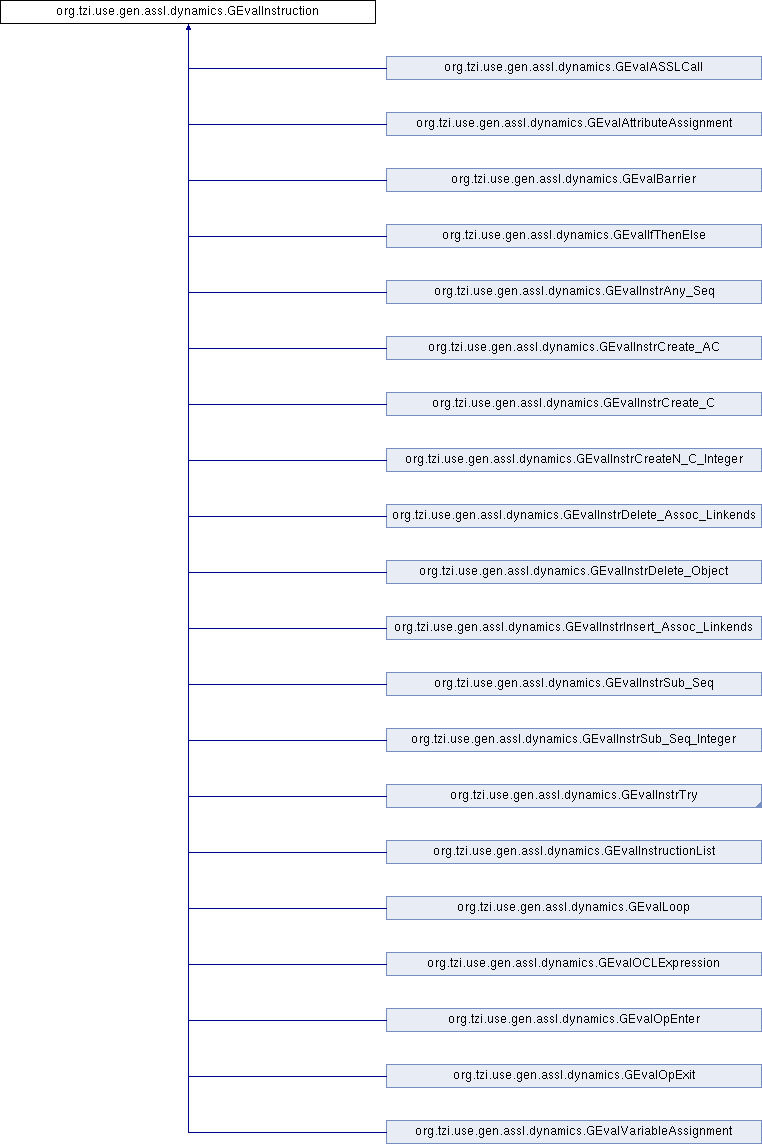 org.tzi.use.gen.assl.dynamics.GEvalInstruction
org.tzi.use.gen.assl.dynamics.GEvalASSLCall
org.tzi.use.gen.assl.dynamics.GEvalAttributeAssignment
org.tzi.use.gen.assl.dynamics.GEvalBarrier
org.tzi.use.gen.assl.dynamics.GEvalIfThenElse
org.tzi.use.gen.assl.dynamics.GEvalInstrAny_Seq
org.tzi.use.gen.assl.dynamics.GEvalInstrCreate_AC
org.tzi.use.gen.assl.dynamics.GEvalInstrCreate_C
org.tzi.use.gen.assl.dynamics.GEvalInstrCreateN_C_Integer
org.tzi.use.gen.assl.dynamics.GEvalInstrDelete_Assoc_Linkends
org.tzi.use.gen.assl.dynamics.GEvalInstrDelete_Object
org.tzi.use.gen.assl.dynamics.GEvalInstrInsert_Assoc_Linkends
org.tzi.use.gen.assl.dynamics.GEvalInstrSub_Seq
org.tzi.use.gen.assl.dynamics.GEvalInstrSub_Seq_Integer
org.tzi.use.gen.assl.dynamics.GEvalInstrTry
org.tzi.use.gen.assl.dynamics.GEvalInstructionList
org.tzi.use.gen.assl.dynamics.GEvalLoop
org.tzi.use.gen.assl.dynamics.GEvalOCLExpression
org.tzi.use.gen.assl.dynamics.GEvalOpEnter
org.tzi.use.gen.assl.dynamics.GEvalOpExit
org.tzi.use.gen.assl.dynamics.GEvalVariableAssignment